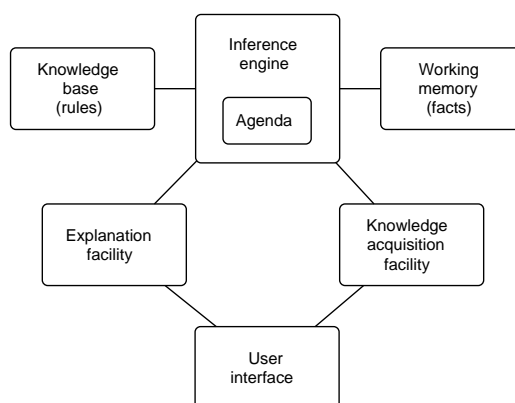 Inference
engine
Knowledge
base
(rules)
Working
memory
(facts)
Agenda
Explanation
facility
Knowledge
acquisition
facility
User
interface